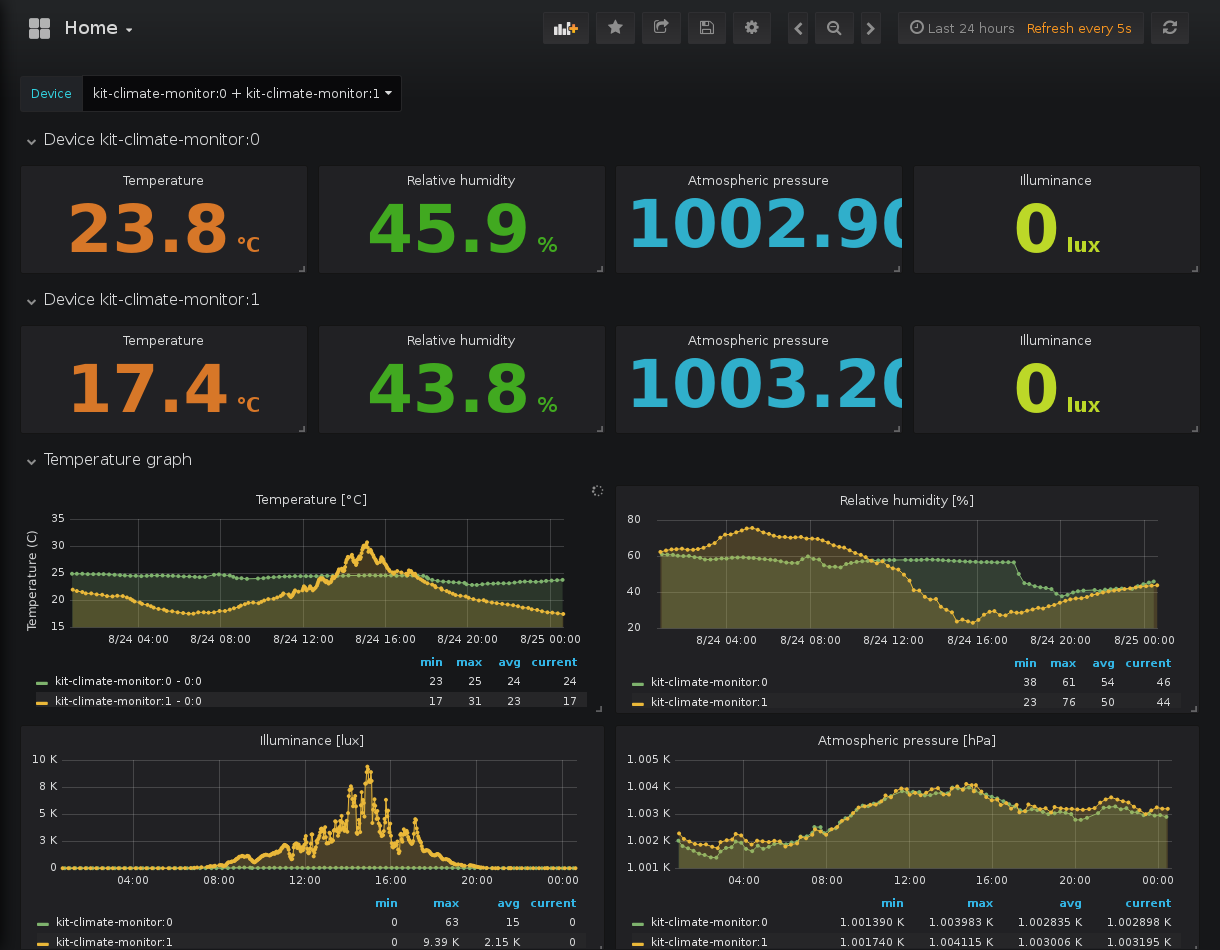 Home
Last 24 hours Refresh every 5s
Device kit-climate-monitor:0 + kit-climate-monitor:1
Device kit-climate-monitor:0
Temperature Relative humidity Atmospheric pressure Illuminance
23.8 °C 45.9 % 1002.90 0 lux
Device kit-climate-monitor:1
Temperature Relative humidity Atmospheric pressure Illuminance
17.4 °C 43.8 % 1003.20 0 lux
Temperature graph
Temperature [°C]
Temperature (C)
35
30
25
20
15
8/24 04:00 8/24 08:00 8/24 12:00 8/24 16:00 8/24 20:00 8/25 00:00
min max avg current
kit-climate-monitor:0 - 0:0 23 25 24 24
kit-climate-monitor:1 - 0:0 17 31 23 17
Relative humidity [%]
80
60
40
20
8/24 04:00 8/24 08:00 8/24 12:00 8/24 16:00 8/24 20:00 8/25 00:00
min max avg current
kit-climate-monitor:0 38 61 54 46
kit-climate-monitor:1 23 76 50 44
Illuminance [lux]
10 K
8 K
5 K
3 K
0
04:00 08:00 12:00 16:00 20:00 00:00
min max avg current
kit-climate-monitor:0 0 63 15 0
kit-climate-monitor:1 0 9.39 K 2.15 K 0
Atmospheric pressure [hPa]
1.005 K
1.004 K
1.003 K
1.002 K
1.001 K
04:00 08:00 12:00 16:00 20:00 00:00
min max avg current
kit-climate-monitor:0 1.001390 K 1.003983 K 1.002835 K 1.002898 K
kit-climate-monitor:1 1.001740 K 1.004115 K 1.003006 K 1.003195 K